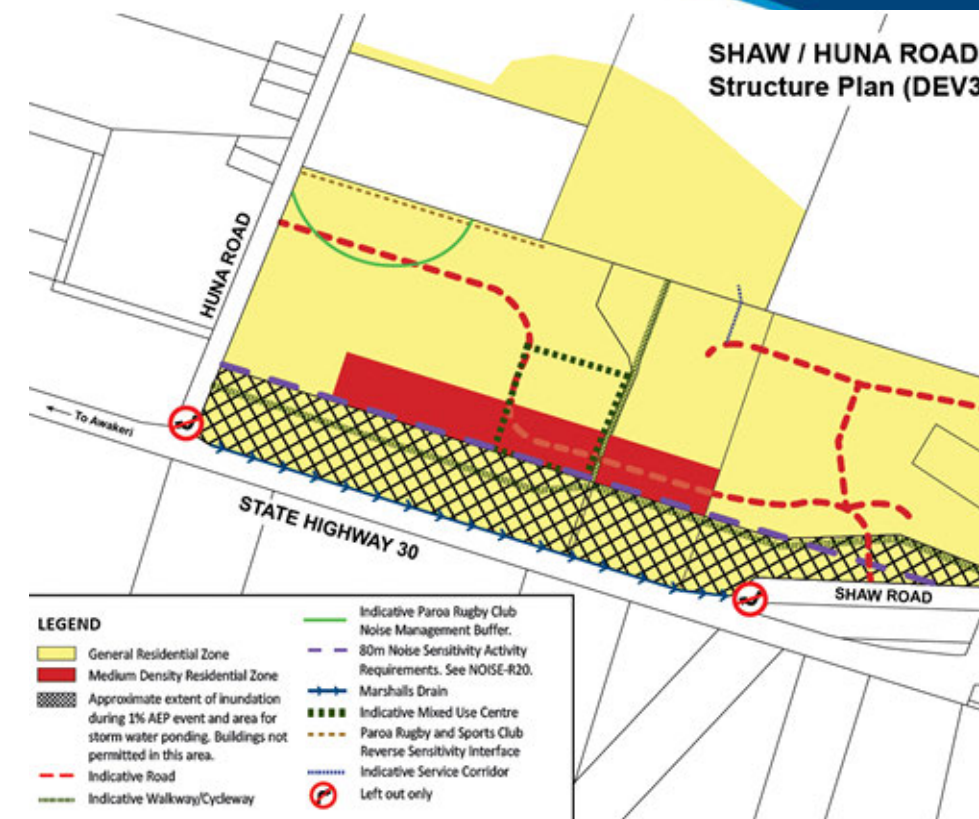 SHAW / HUNA ROAD
Structure Plan (DEV3
HUNA ROAD
To Awakeri
STATE HIGHWAY 30
SHAW ROAD
LEGEND
General Residential Zone
Medium Density Residential Zone
Approximate extent of inundation
during 1% AEP event and area for
storm water ponding. Buildings not
permitted in this area.
Indicative Road
Indicative Walkway/Cycleway
Indicative Paroa Rugby Club
Noise Management Buffer.
80m Noise Sensitivity Activity
Requirements. See NOISE-R20.
Marshalls Drain
Indicative Mixed Use Centre
Paroa Rugby and Sports Club
Reverse Sensitivity Interface
Indicative Service Corridor
Left out only